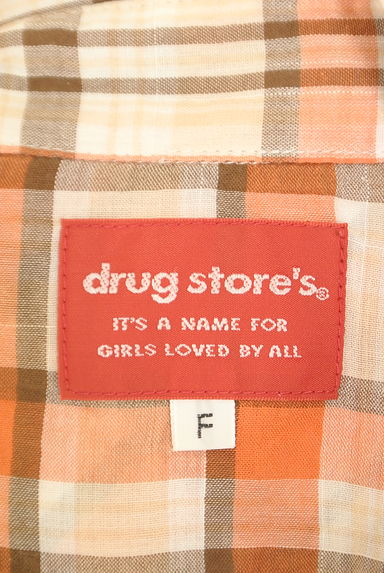 drug store's®
IT'S A NAME FOR
GIRLS LOVED BY ALL
F